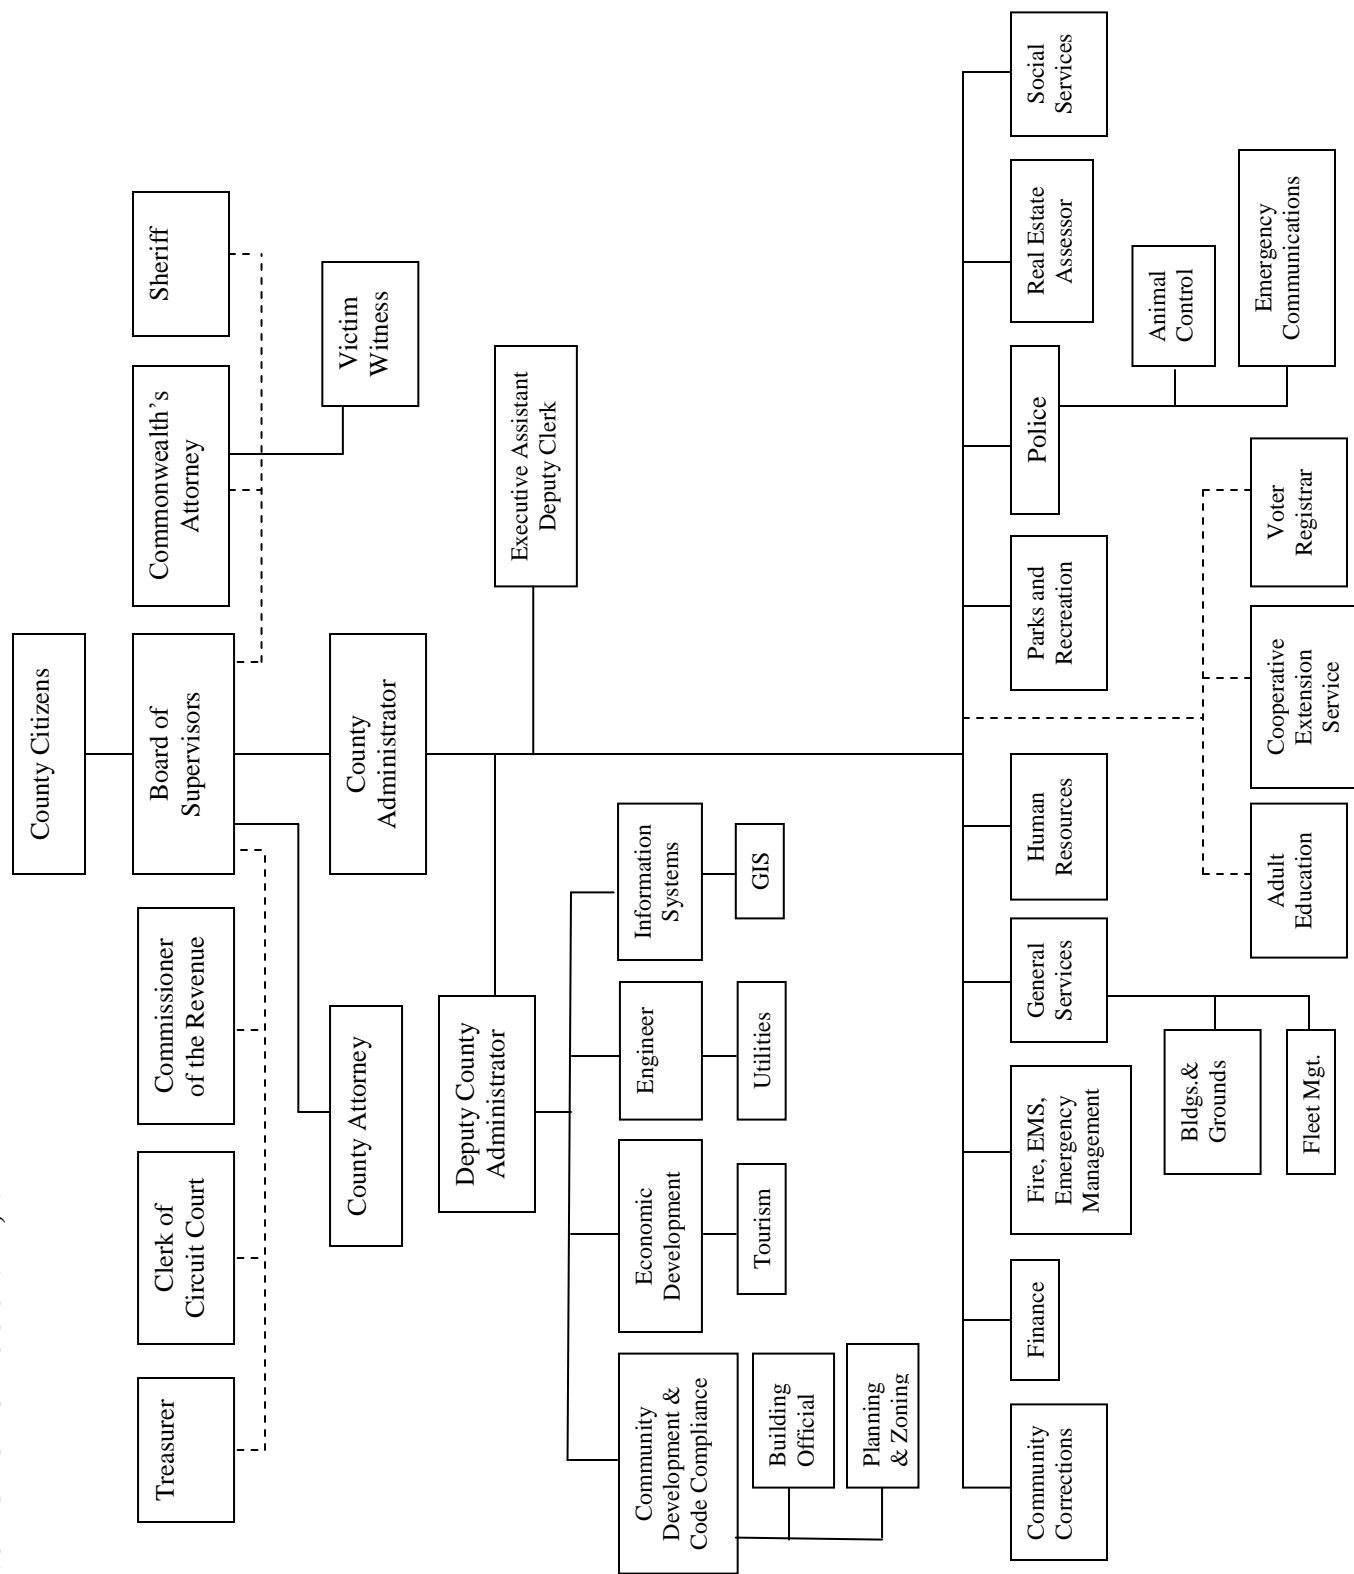 County Citizens
Treasurer
Clerk of
Circuit Court
Commissioner
of the Revenue
Board of
Supervisors
Commonwealth's
Attorney
Sheriff
County Attorney
County
Administrator
Victim
Witness
Deputy County
Administrator
Executive Assistant
Deputy Clerk
Community
Development &
Code Compliance
Economic
Development
Engineer
Information
Systems
Building
Official
Planning
& Zoning
Tourism
Utilities
GIS
Community
Corrections
Finance
Fire, EMS,
Emergency
Management
General
Services
Human
Resources
Parks and
Recreation
Police
Real Estate
Assessor
Social
Services
Bldgs.&
Grounds
Fleet Mgt.
Animal
Control
Emergency
Communications
Adult
Education
Cooperative
Extension
Service
Voter
Registrar